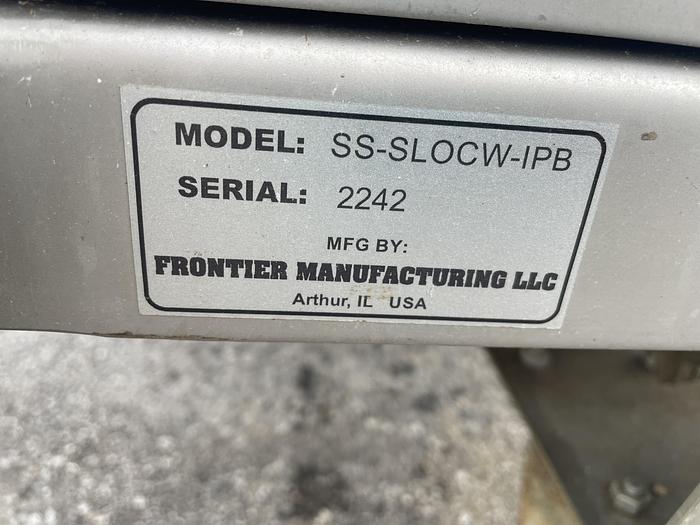 MODEL: SS-SLOCW-IPB
SERIAL: 2242
MFG BY:
FRONTIER MANUFACTURING LLC
Arthur, IL USA